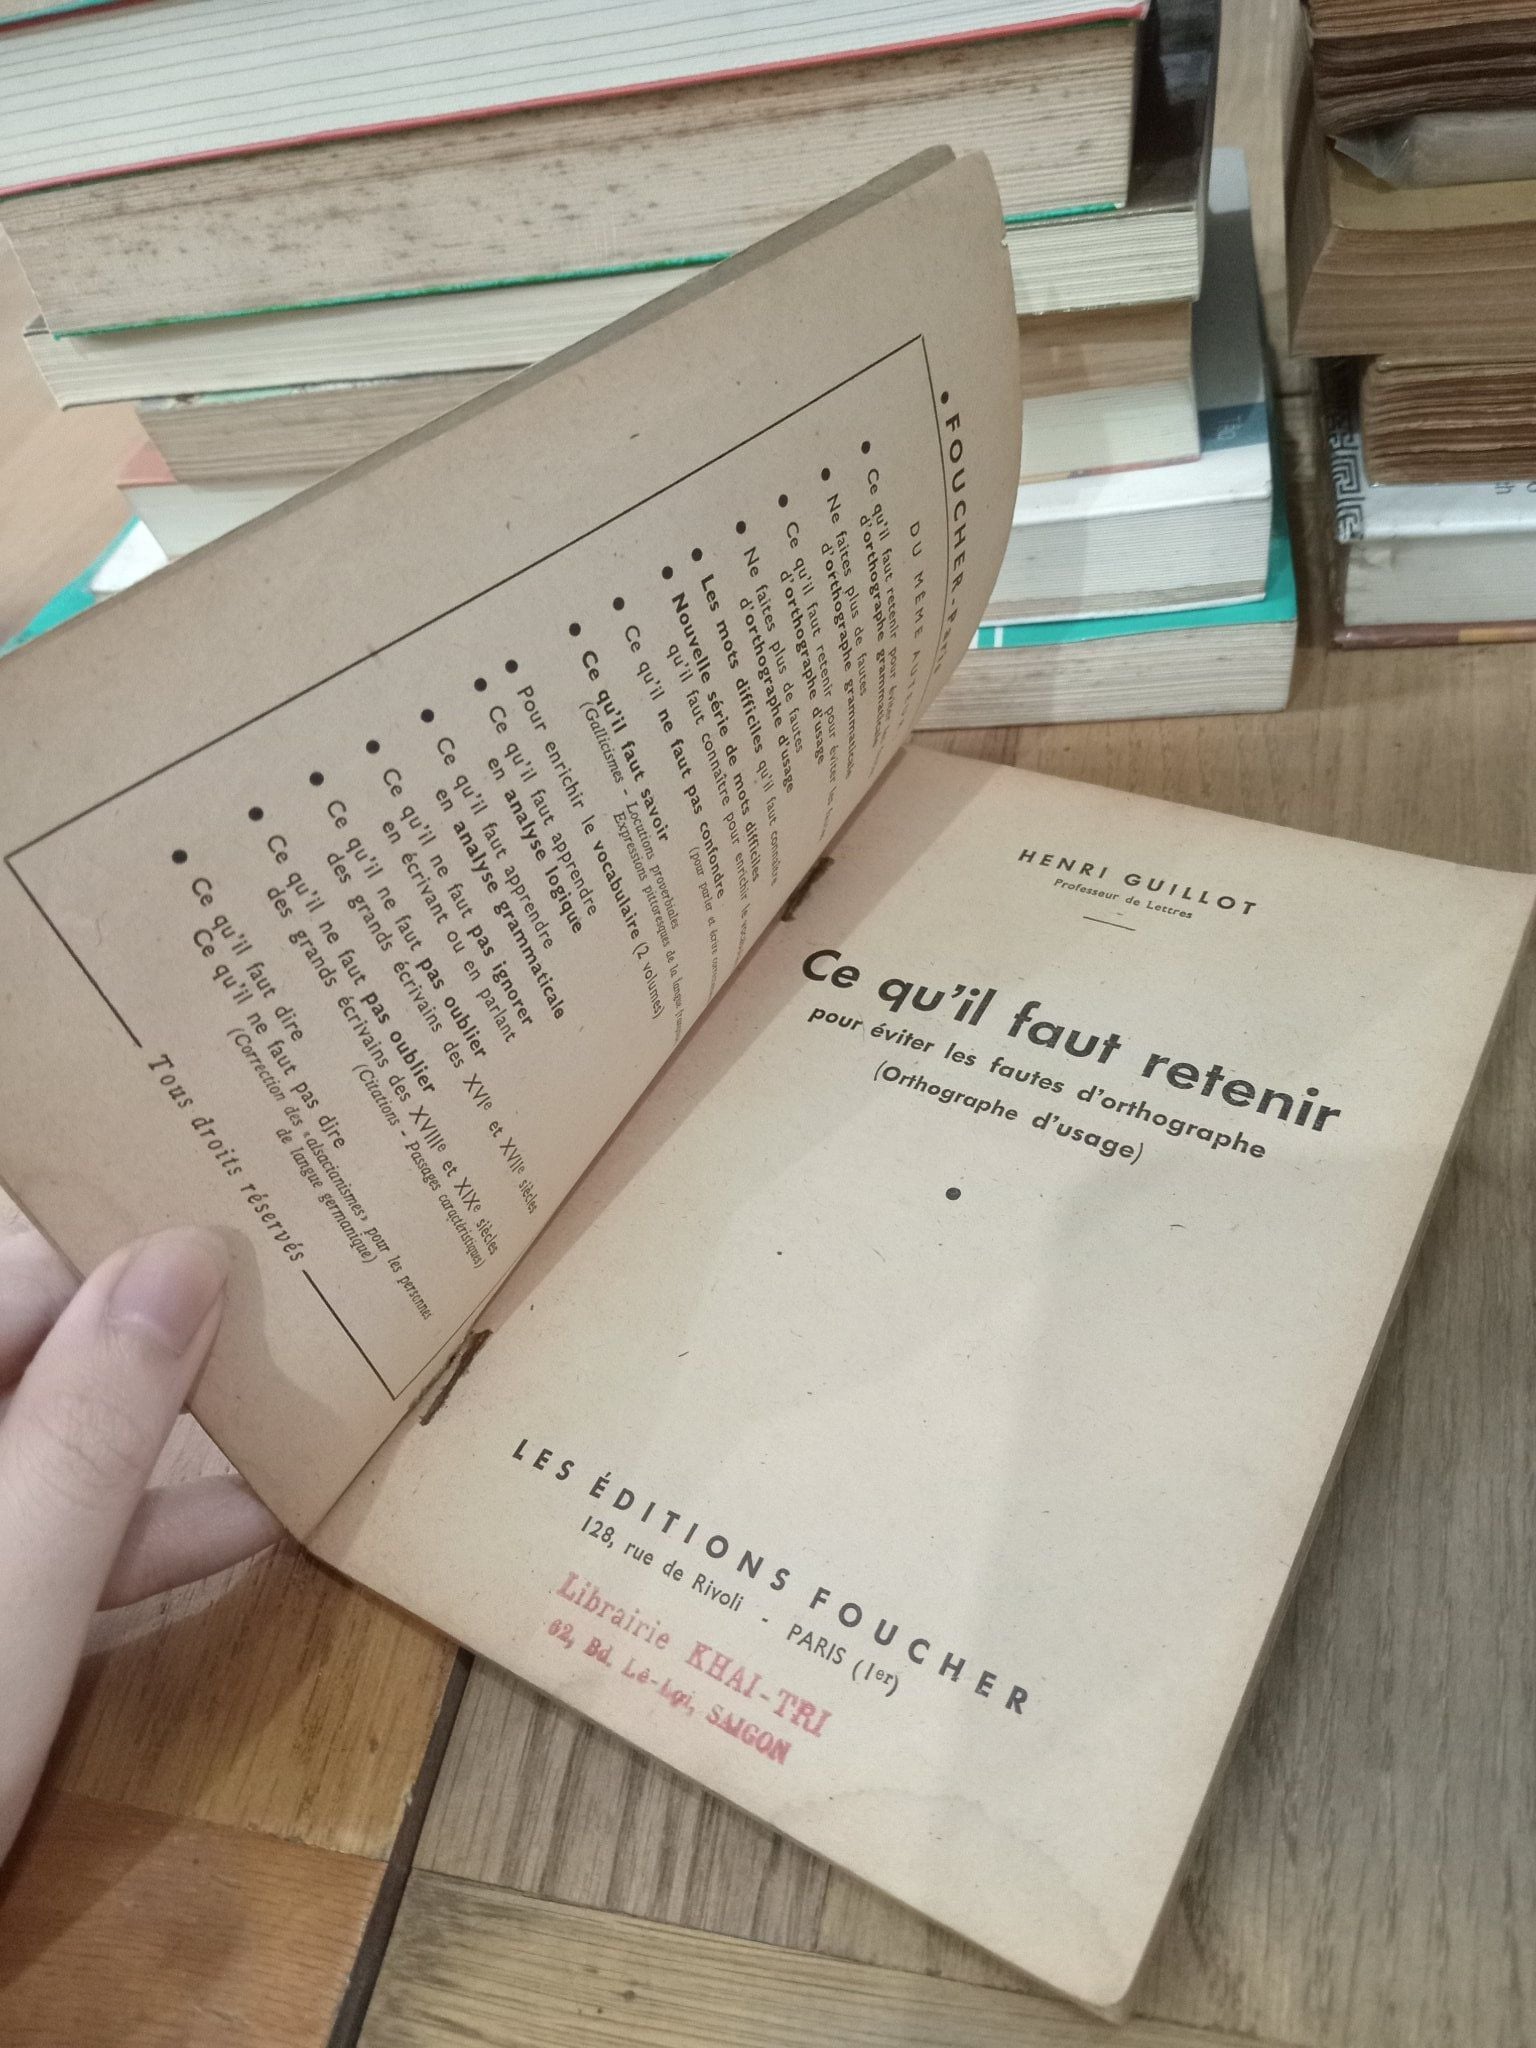 • FOUCHER - Paris
DU MÊME AUTEUR
• Ce qu'il faut retenir pour éviter les
d'orthographe grammaticale
• Ne faites plus de fautes
d'orthographe grammaticale
• Ce qu'il faut retenir pour éviter les fautes
d'orthographe d'usage
• Ne faites plus de fautes
d'orthographe d'usage
• Les mots difficiles qu'il faut connaître
• Nouvelle série de mots difficiles
qu'il faut connaître pour enrichir le
• Ce qu'il ne faut pas confondre
(pour parler et écrire
• Ce qu'il faut savoir
(Gallicismes - Locutions proverbiales
Expressions pittoresques de la langue
• Pour enrichir le vocabulaire (2 volumes)
• Ce qu'il faut apprendre
en analyse logique
• Ce qu'il faut apprendre
en analyse grammaticale
• Ce qu'il ne faut pas ignorer
en écrivant ou en parlant
• Ce qu'il ne faut pas oublier
des grands écrivains des XVIe et XVIIe siècles
• Ce qu'il ne faut pas oublier
des grands écrivains des XVIIIe et XIXe siècles
(Citations - Passages caractéristiques)
• Ce qu'il faut dire
Ce qu'il ne faut pas dire
(Correction des "alsacianismes" pour les personnes
de langue germanique)
Tous droits réservés
HENRI GUILLOT
Professeur de Lettres
Ce qu'il faut retenir
pour éviter les fautes d'orthographe
(Orthographe d'usage)
LES ÉDITIONS FOUCHER
128, rue de Rivoli - PARIS (1er)
Librairie KHAI-TRI
62, Bd. Lê-Lợi, SAIGON